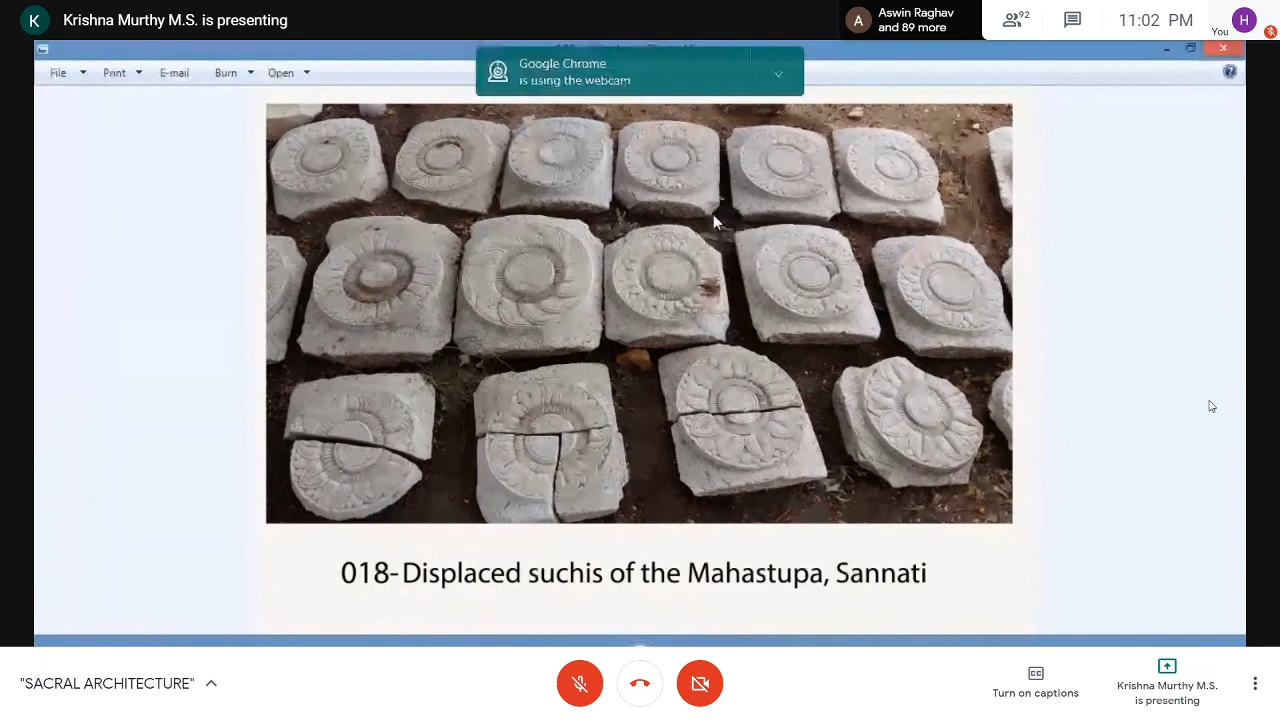 K Krishna Murthy M.S. is presenting
A Aswin Raghav
and 89 more
92
11:02 PM
You
H
File Print E-mail Burn Open
Google Chrome
is using the webcam
018-Displaced suchis of the Mahastupa, Sannati
"SACRAL ARCHITECTURE"
CC
Turn on captions
Krishna Murthy M.S.
is presenting